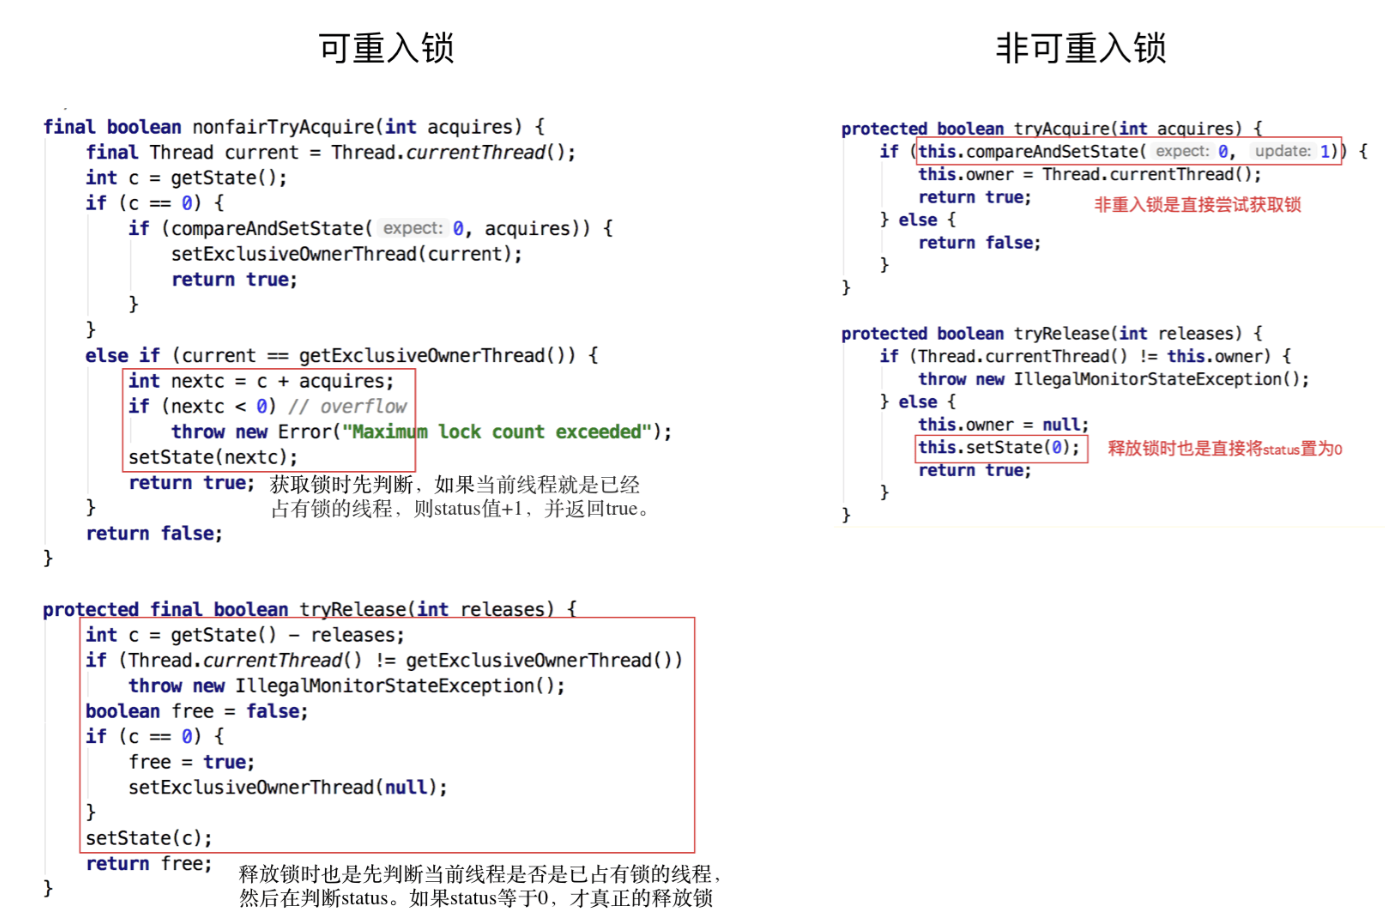 可重入锁
final boolean nonfairTryAcquire(int acquires) {
    final Thread current = Thread.currentThread();
    int c = getState();
    if (c == 0) {
        if (compareAndSetState( expect: 0, acquires)) {
            setExclusiveOwnerThread(current);
            return true;
        }
    }
    else if (current == getExclusiveOwnerThread()) {
        int nextc = c + acquires;
        if (nextc < 0) // overflow
            throw new Error("Maximum lock count exceeded");
        setState(nextc);
        return true; 获取锁时先判断，如果当前线程就是已经
    } 占有锁的线程，则status值+1，并返回true。
    return false;
}
protected final boolean tryRelease(int releases) {
    int c = getState() - releases;
    if (Thread.currentThread() != getExclusiveOwnerThread())
        throw new IllegalMonitorStateException();
    boolean free = false;
    if (c == 0) {
        free = true;
        setExclusiveOwnerThread(null);
    }
    setState(c);
    return free; 释放锁时也是先判断当前线程是否是已占有锁的线程，
} 然后在判断status。如果status等于0，才真正的释放锁
非可重入锁
protected boolean tryAcquire(int acquires) {
    if (this.compareAndSetState( expect: 0, update: 1)) {
        this.owner = Thread.currentThread();
        return true; 非重入锁是直接尝试获取锁
    } else {
        return false;
    }
}
protected boolean tryRelease(int releases) {
    if (Thread.currentThread() != this.owner) {
        throw new IllegalMonitorStateException();
    } else {
        this.owner = null;
        this.setState(0); 释放锁时也是直接将status置为0
        return true;
    }
}